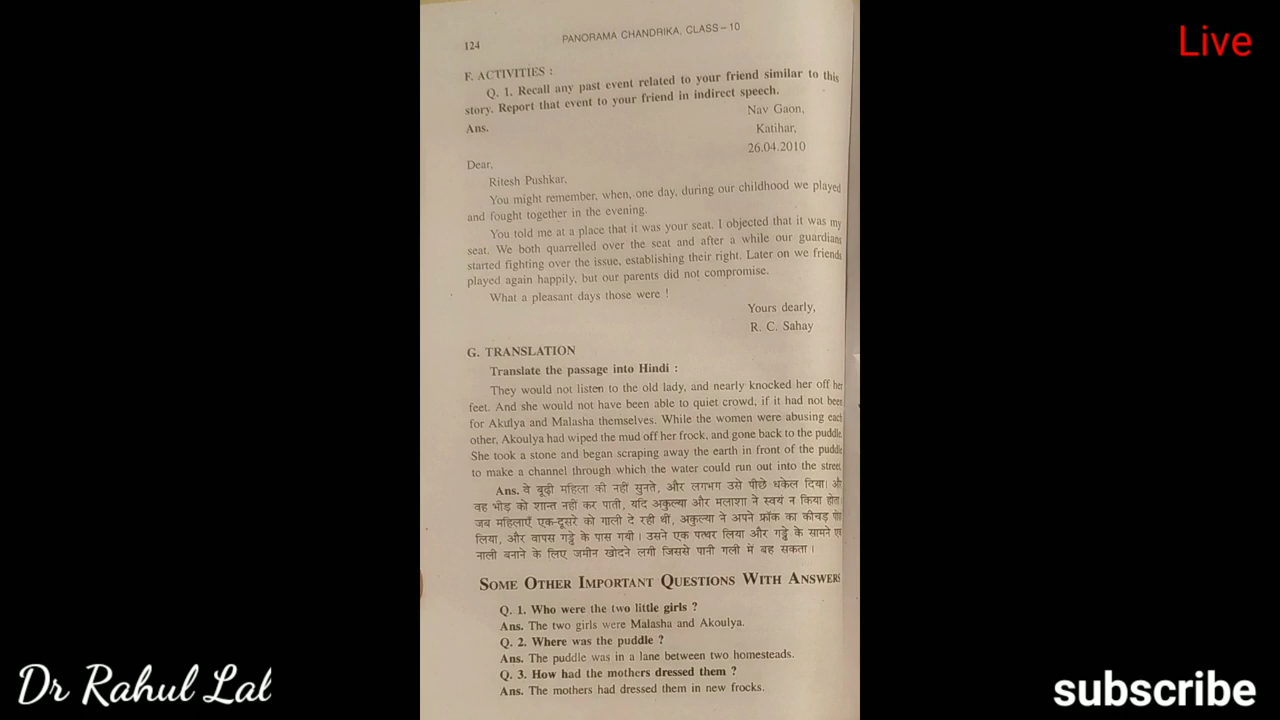 124
PANORAMA CHANDRIKA, CLASS–10
Live
F. ACTIVITIES :
Q. 1. Recall any past event related to your friend similar to this
story. Report that event to your friend in indirect speech.
Ans.
Nav Gaon,
Katihar,
26.04.2010
Dear,
Ritesh Pushkar,
You might remember, when, one day, during our childhood we played
and fought together in the evening.
You told me at a place that it was your seat. I objected that it was my
seat. We both quarrelled over the seat and after a while our guardians
started fighting over the issue, establishing their right. Later on we friends
played again happily, but our parents did not compromise.
What a pleasant days those were !
Yours dearly,
R. C. Sahay
G. TRANSLATION
Translate the passage into Hindi :
They would not listen to the old lady, and nearly knocked her off her
feet. And she would not have been able to quiet crowd, if it had not been
for Akulya and Malasha themselves. While the women were abusing each
other, Akoulya had wiped the mud off her frock, and gone back to the puddle.
She took a stone and began scraping away the earth in front of the puddle
to make a channel through which the water could run out into the street.
Ans. वे बूढ़ी महिला की नहीं सुनते, और लगभग उसे पीछे धकेल दिया। और
वह भीड़ को शान्त नहीं कर पाती, यदि अकुल्या और मलाशा ने स्वयं न किया होता।
जब महिलाएँ एक-दूसरे को गाली दे रही थीं, अकुल्या ने अपने फ्रॉक का कीचड़ पोंछ
लिया, और वापस गड्ढे के पास गयी। उसने एक पत्थर लिया और गड्ढे के सामने एक
नाली बनाने के लिए जमीन खोदने लगी जिससे पानी गली में बह सकता।
SOME OTHER IMPORTANT QUESTIONS WITH ANSWERS
Q. 1. Who were the two little girls ?
Ans. The two girls were Malasha and Akoulya.
Q. 2. Where was the puddle ?
Ans. The puddle was in a lane between two homesteads.
Q. 3. How had the mothers dressed them ?
Ans. The mothers had dressed them in new frocks.
Dr Rahul Lal
subscribe